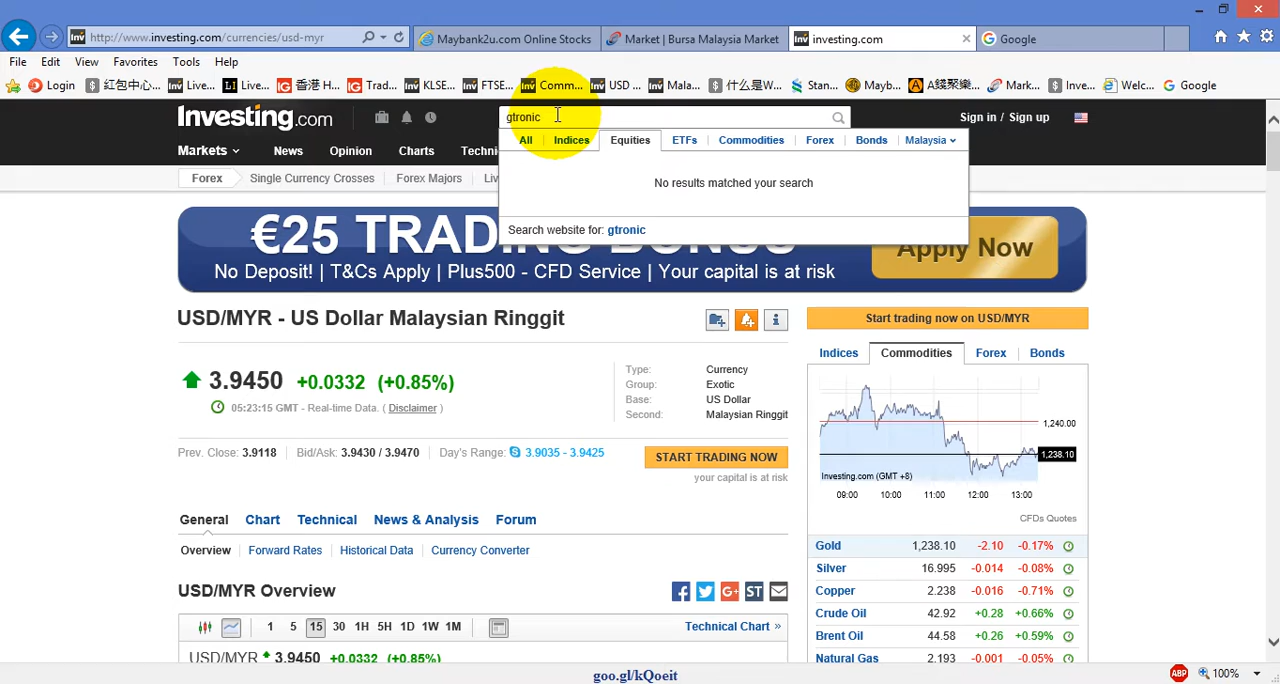 http://www.investing.com/currencies/usd-myr
Maybank2u.com Online Stocks
Market | Bursa Malaysia Market
investing.com
Google
File Edit View Favorites Tools Help
Login 红包中心... Live... Live... 香港 H... Trad... KLSE... FTSE... Comm... USD ... Mala... 什么是W... Stan... Mayb... A錢聚樂... Mark... Inve... Welc... Google
Investing.com
gtronic
Sign in / Sign up
Markets News Opinion Charts Techni
All Indices Equities ETFs Commodities Forex Bonds Malaysia
Forex Single Currency Crosses Forex Majors Liv
No results matched your search
Search website for: gtronic
€25 TRADING BONUS
Apply Now
No Deposit! | T&Cs Apply | Plus500 - CFD Service | Your capital is at risk
USD/MYR - US Dollar Malaysian Ringgit
Start trading now on USD/MYR
3.9450 +0.0332 (+0.85%)
05:23:15 GMT - Real-time Data. ( Disclaimer )
Type: Currency
Group: Exotic
Base: US Dollar
Second: Malaysian Ringgit
Prev. Close: 3.9118 Bid/Ask: 3.9430 / 3.9470 Day's Range: 3.9035 - 3.9425
START TRADING NOW
your capital is at risk
General Chart Technical News & Analysis Forum
Overview Forward Rates Historical Data Currency Converter
USD/MYR Overview
1 5 15 30 1H 5H 1D 1W 1M
Technical Chart »
USD/MYR 3.9450 +0.0332 (+0.85%)
Indices Commodities Forex Bonds
1,240.00
1,238.10
Investing.com (GMT +8)
09:00 10:00 11:00 12:00 13:00
CFDs Quotes
Gold 1,238.10 -2.10 -0.17%
Silver 16.995 -0.014 -0.08%
Copper 2.238 -0.016 -0.71%
Crude Oil 42.92 +0.28 +0.66%
Brent Oil 44.58 +0.26 +0.59%
Natural Gas 2.193 -0.001 -0.05%
goo.gl/kQoeit
ABP
100%